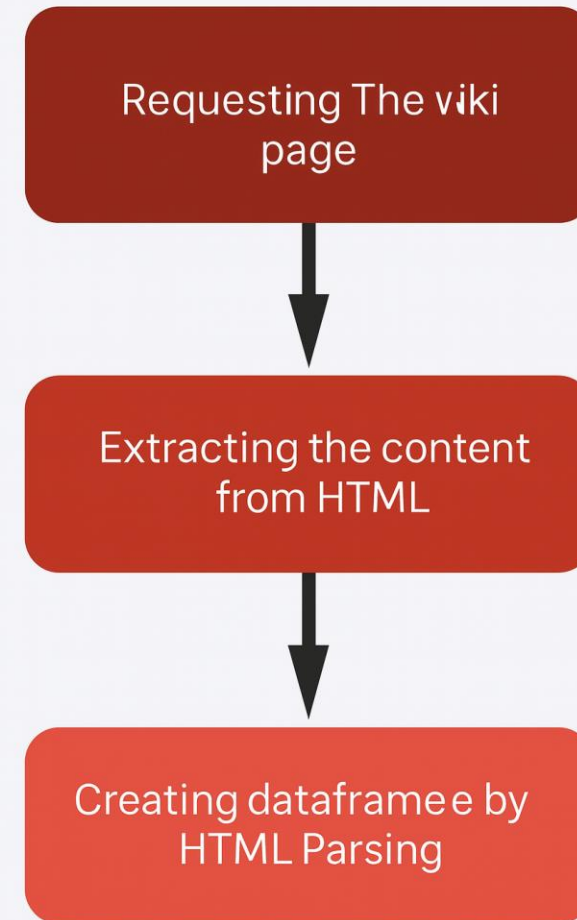 Requesting The viki
page
Extracting the content
from HTML
Creating dataframee by
HTML Parsing